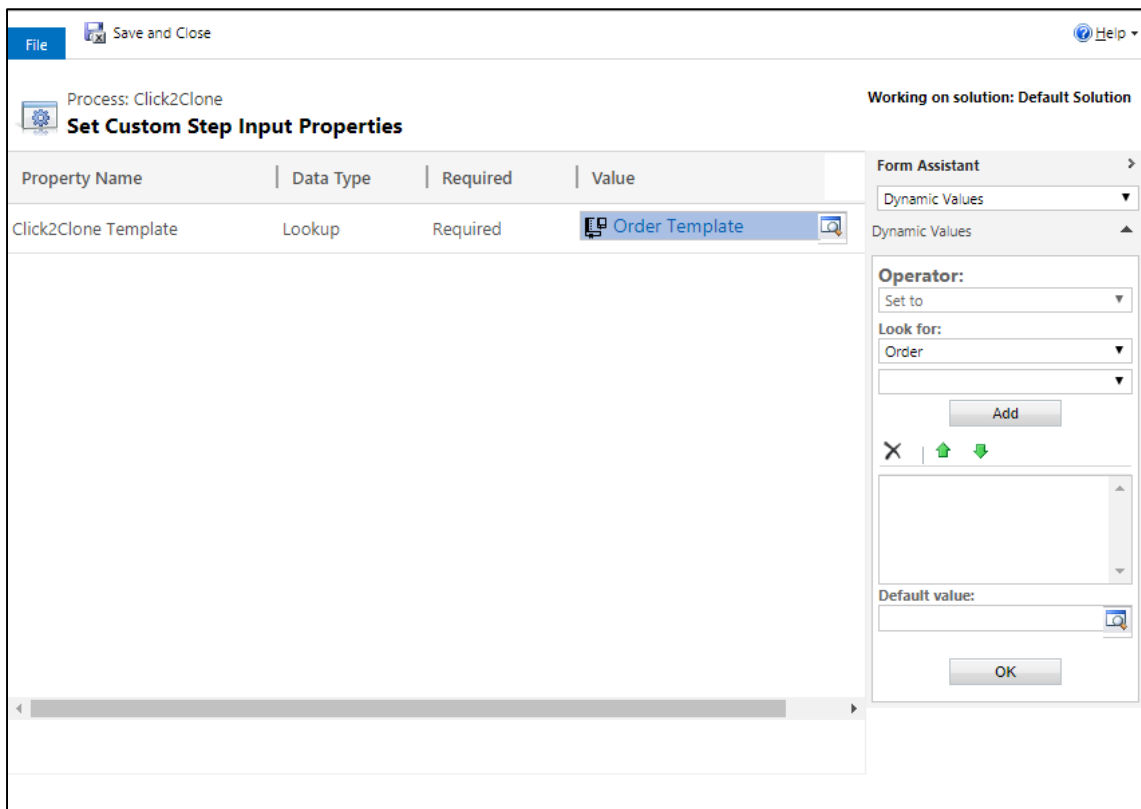 File
Save and Close
Help
Process: Click2Clone
Set Custom Step Input Properties
Working on solution: Default Solution
Property Name
Data Type
Required
Value
Click2Clone Template
Lookup
Required
Order Template
Form Assistant
Dynamic Values
Dynamic Values
Operator:
Set to
Look for:
Order
Add
Default value:
OK